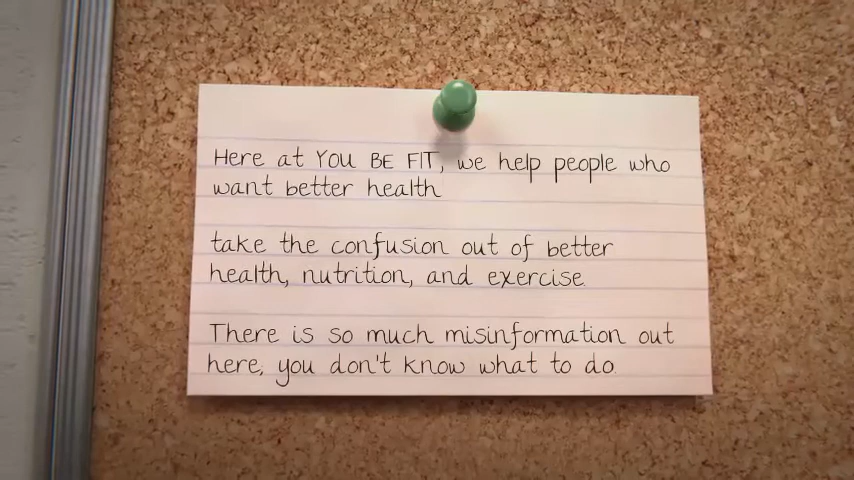 Here at YOU BE FIT, we help people who
want better health
take the confusion out of better
health, nutrition, and exercise.
There is so much misinformation out
here, you don't know what to do.